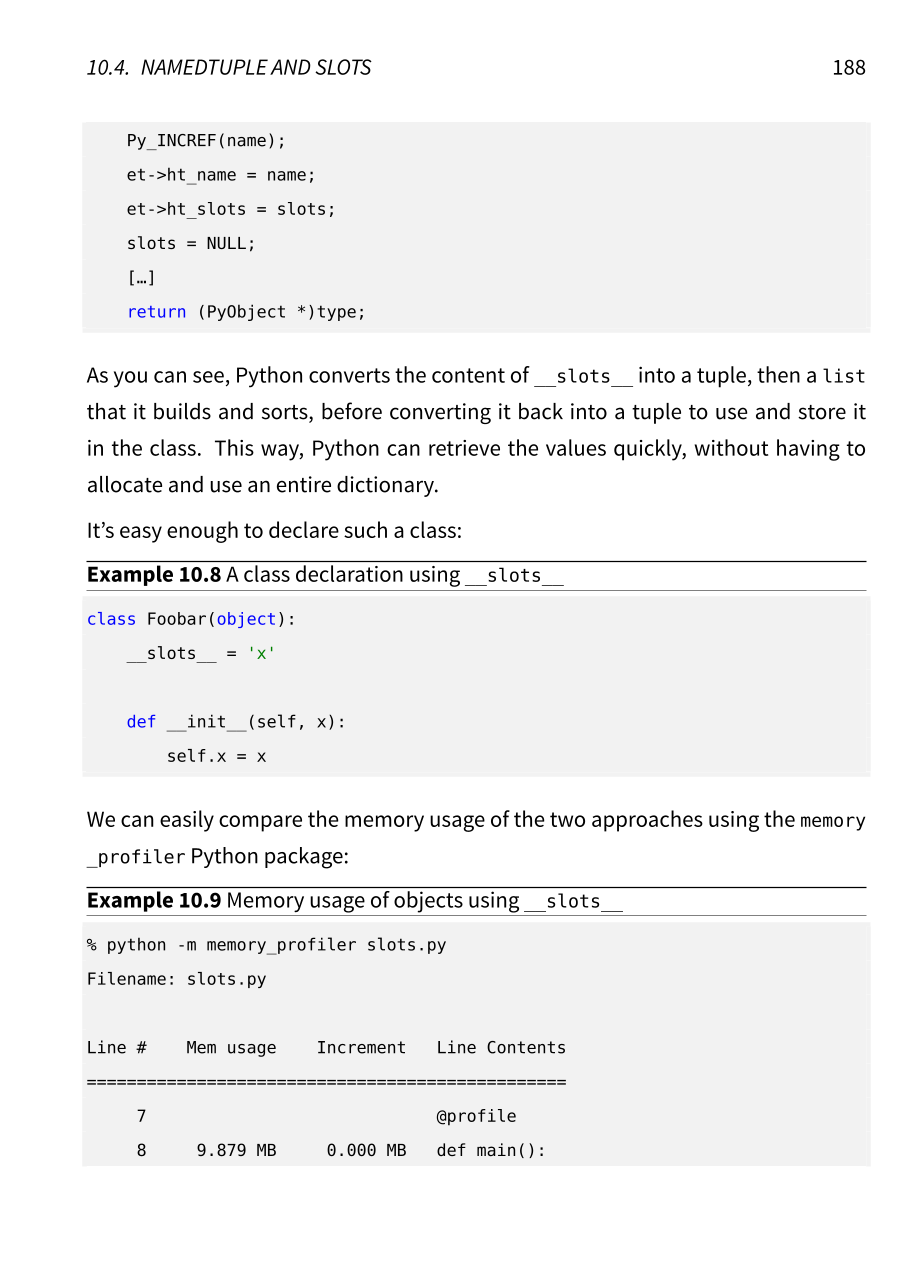 10.4. NAMEDTUPLE AND SLOTS 188
    Py_INCREF(name);
    et->ht_name = name;
    et->ht_slots = slots;
    slots = NULL;
    […]
    return (PyObject *)type;
As you can see, Python converts the content of __slots__ into a tuple, then a list
that it builds and sorts, before converting it back into a tuple to use and store it
in the class. This way, Python can retrieve the values quickly, without having to
allocate and use an entire dictionary.
It’s easy enough to declare such a class:
Example 10.8 A class declaration using __slots__
class Foobar(object):
    __slots__ = 'x'
    def __init__(self, x):
        self.x = x
We can easily compare the memory usage of the two approaches using the memory
_profiler Python package:
Example 10.9 Memory usage of objects using __slots__
% python -m memory_profiler slots.py
Filename: slots.py
Line #    Mem usage    Increment   Line Contents
================================================
     7                             @profile
     8     9.879 MB     0.000 MB   def main():